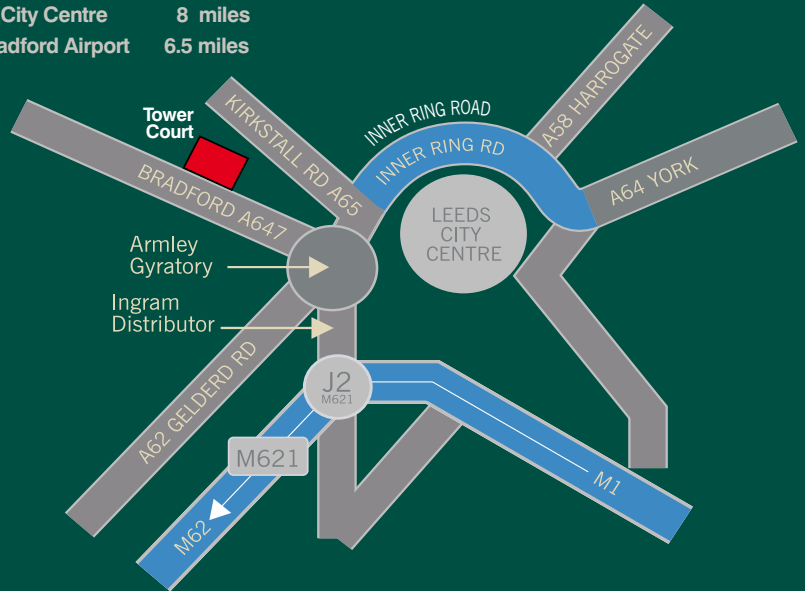 City Centre 8 miles
adford Airport 6.5 miles
Tower
Court
KIRKSTALL RD A65
BRADFORD A647
INNER RING ROAD
INNER RING RD
A58 HARROGATE
A64 YORK
LEEDS
CITY
CENTRE
Armley
Gyratory
Ingram
Distributor
A62 GELDERD RD
J2
M621
M621
M62
M1